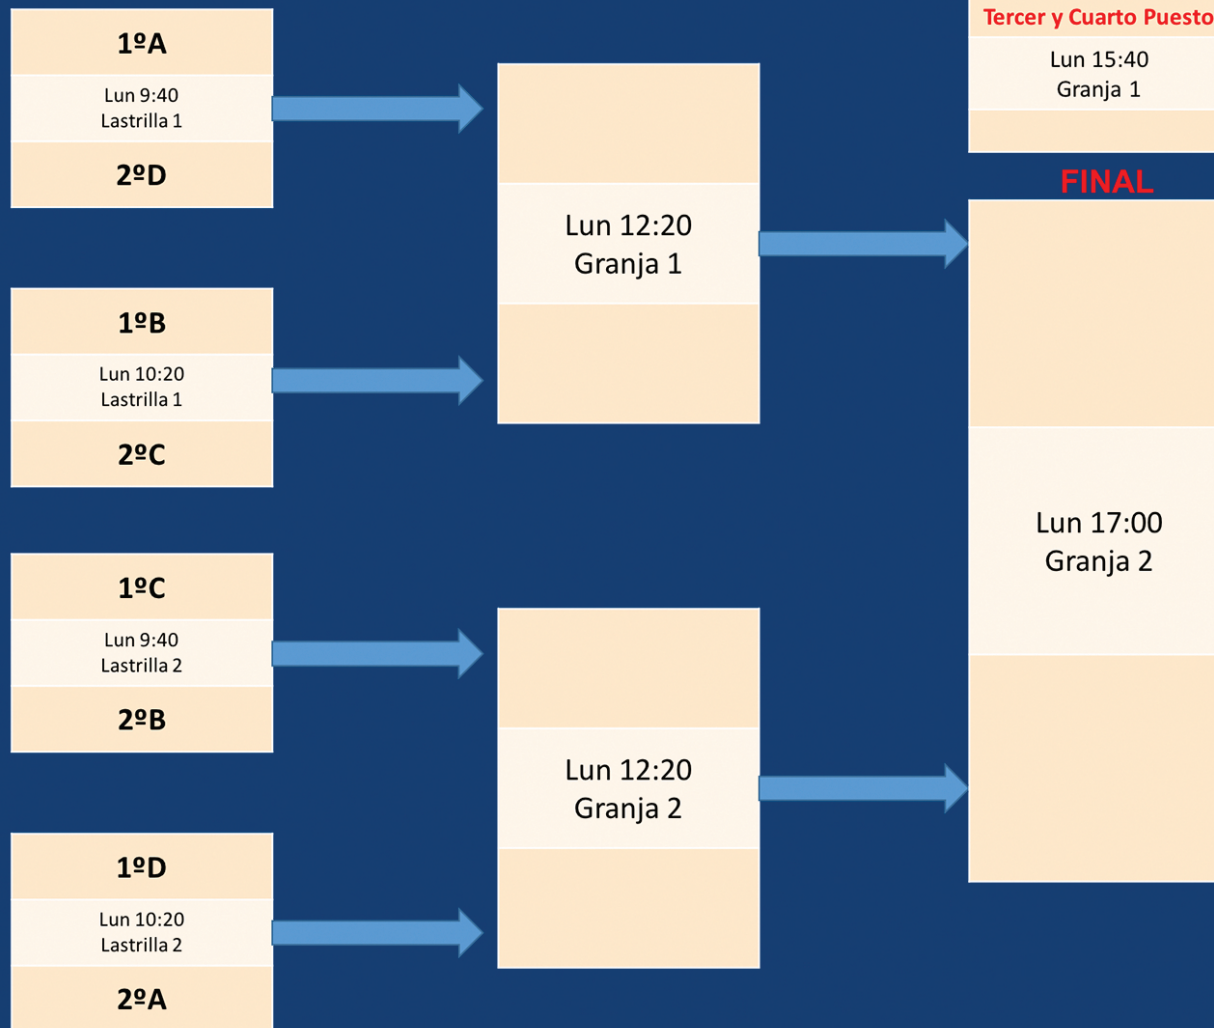 1ºA
Lun 9:40
Lastrilla 1
2ºD
1ºB
Lun 10:20
Lastrilla 1
2ºC
1ºC
Lun 9:40
Lastrilla 2
2ºB
1ºD
Lun 10:20
Lastrilla 2
2ºA
Lun 12:20
Granja 1
Lun 12:20
Granja 2
Tercer y Cuarto Puesto
Lun 15:40
Granja 1
FINAL
Lun 17:00
Granja 2